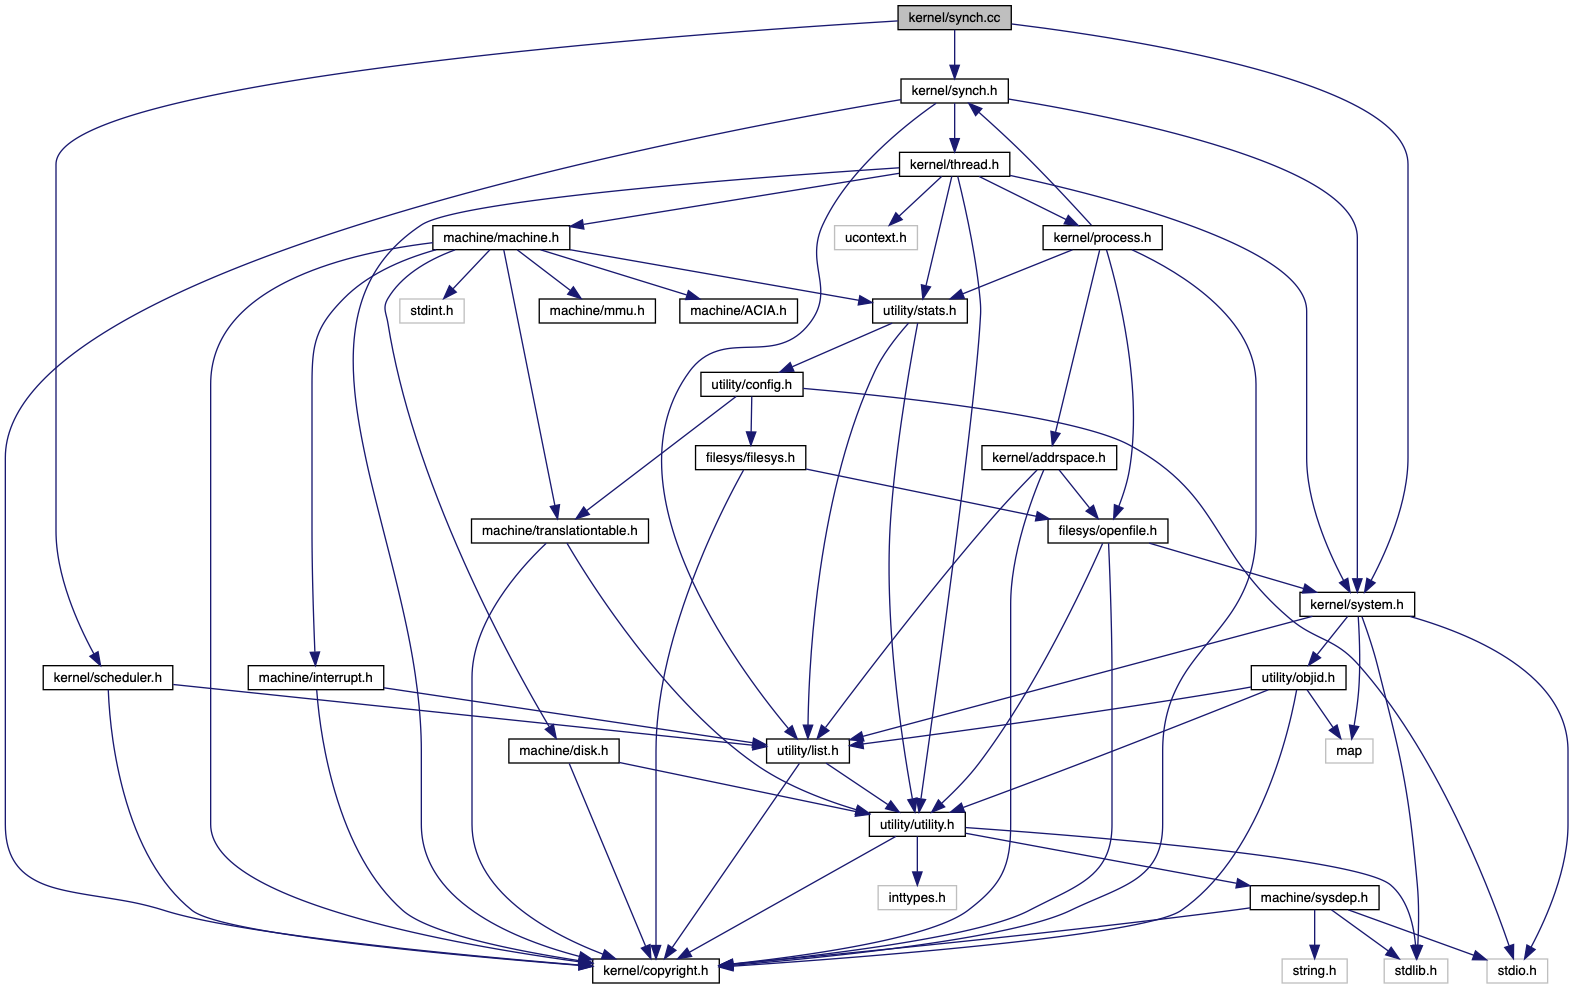 kernel/synch.cc
kernel/synch.h
kernel/thread.h
machine/machine.h
ucontext.h
kernel/process.h
stdint.h
machine/mmu.h
machine/ACIA.h
utility/stats.h
utility/config.h
filesys/filesys.h
kernel/addrspace.h
machine/translationtable.h
filesys/openfile.h
kernel/system.h
kernel/scheduler.h
machine/interrupt.h
utility/objid.h
machine/disk.h
utility/list.h
map
utility/utility.h
inttypes.h
machine/sysdep.h
kernel/copyright.h
string.h
stdlib.h
stdio.h